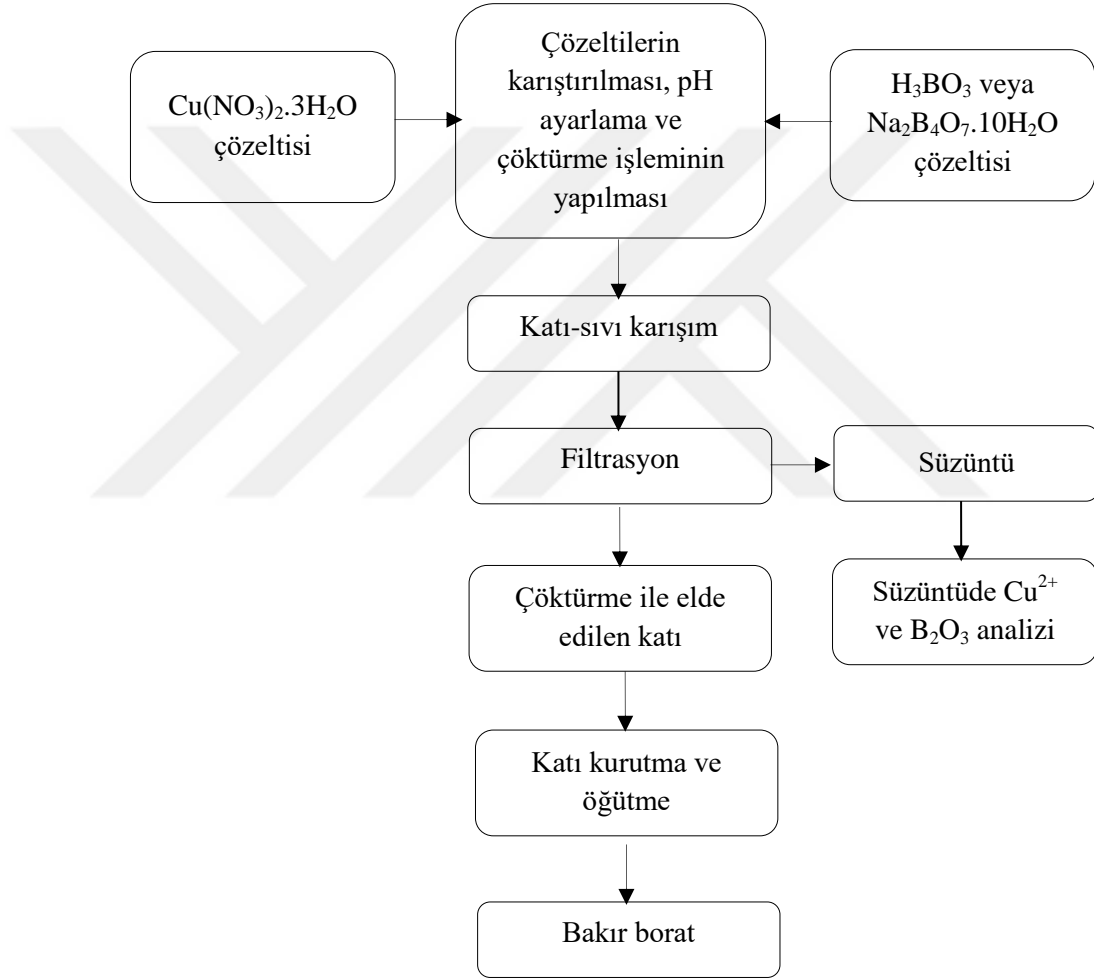 Cu(NO₃)₂.3H₂O
çözeltisi
Çözeltilerin
karıştırılması, pH
ayarlama ve
çöktürme işleminin
yapılması
H₃BO₃ veya
Na₂B₄O₇.10H₂O
çözeltisi
Katı-sıvı karışım
Filtrasyon
Süzüntü
Çöktürme ile elde
edilen katı
Süzüntüde Cu²⁺
ve B₂O₃ analizi
Katı kurutma ve
öğütme
Bakır borat